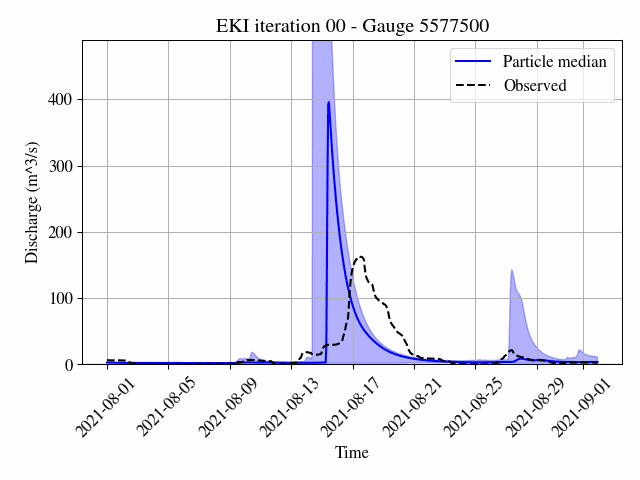 EKI iteration 00 - Gauge 5577500
Particle median
Observed
Discharge (m^3/s)
400
300
200
100
0
2021-08-01
2021-08-05
2021-08-09
2021-08-13
2021-08-17
2021-08-21
2021-08-25
2021-08-29
2021-09-01
Time